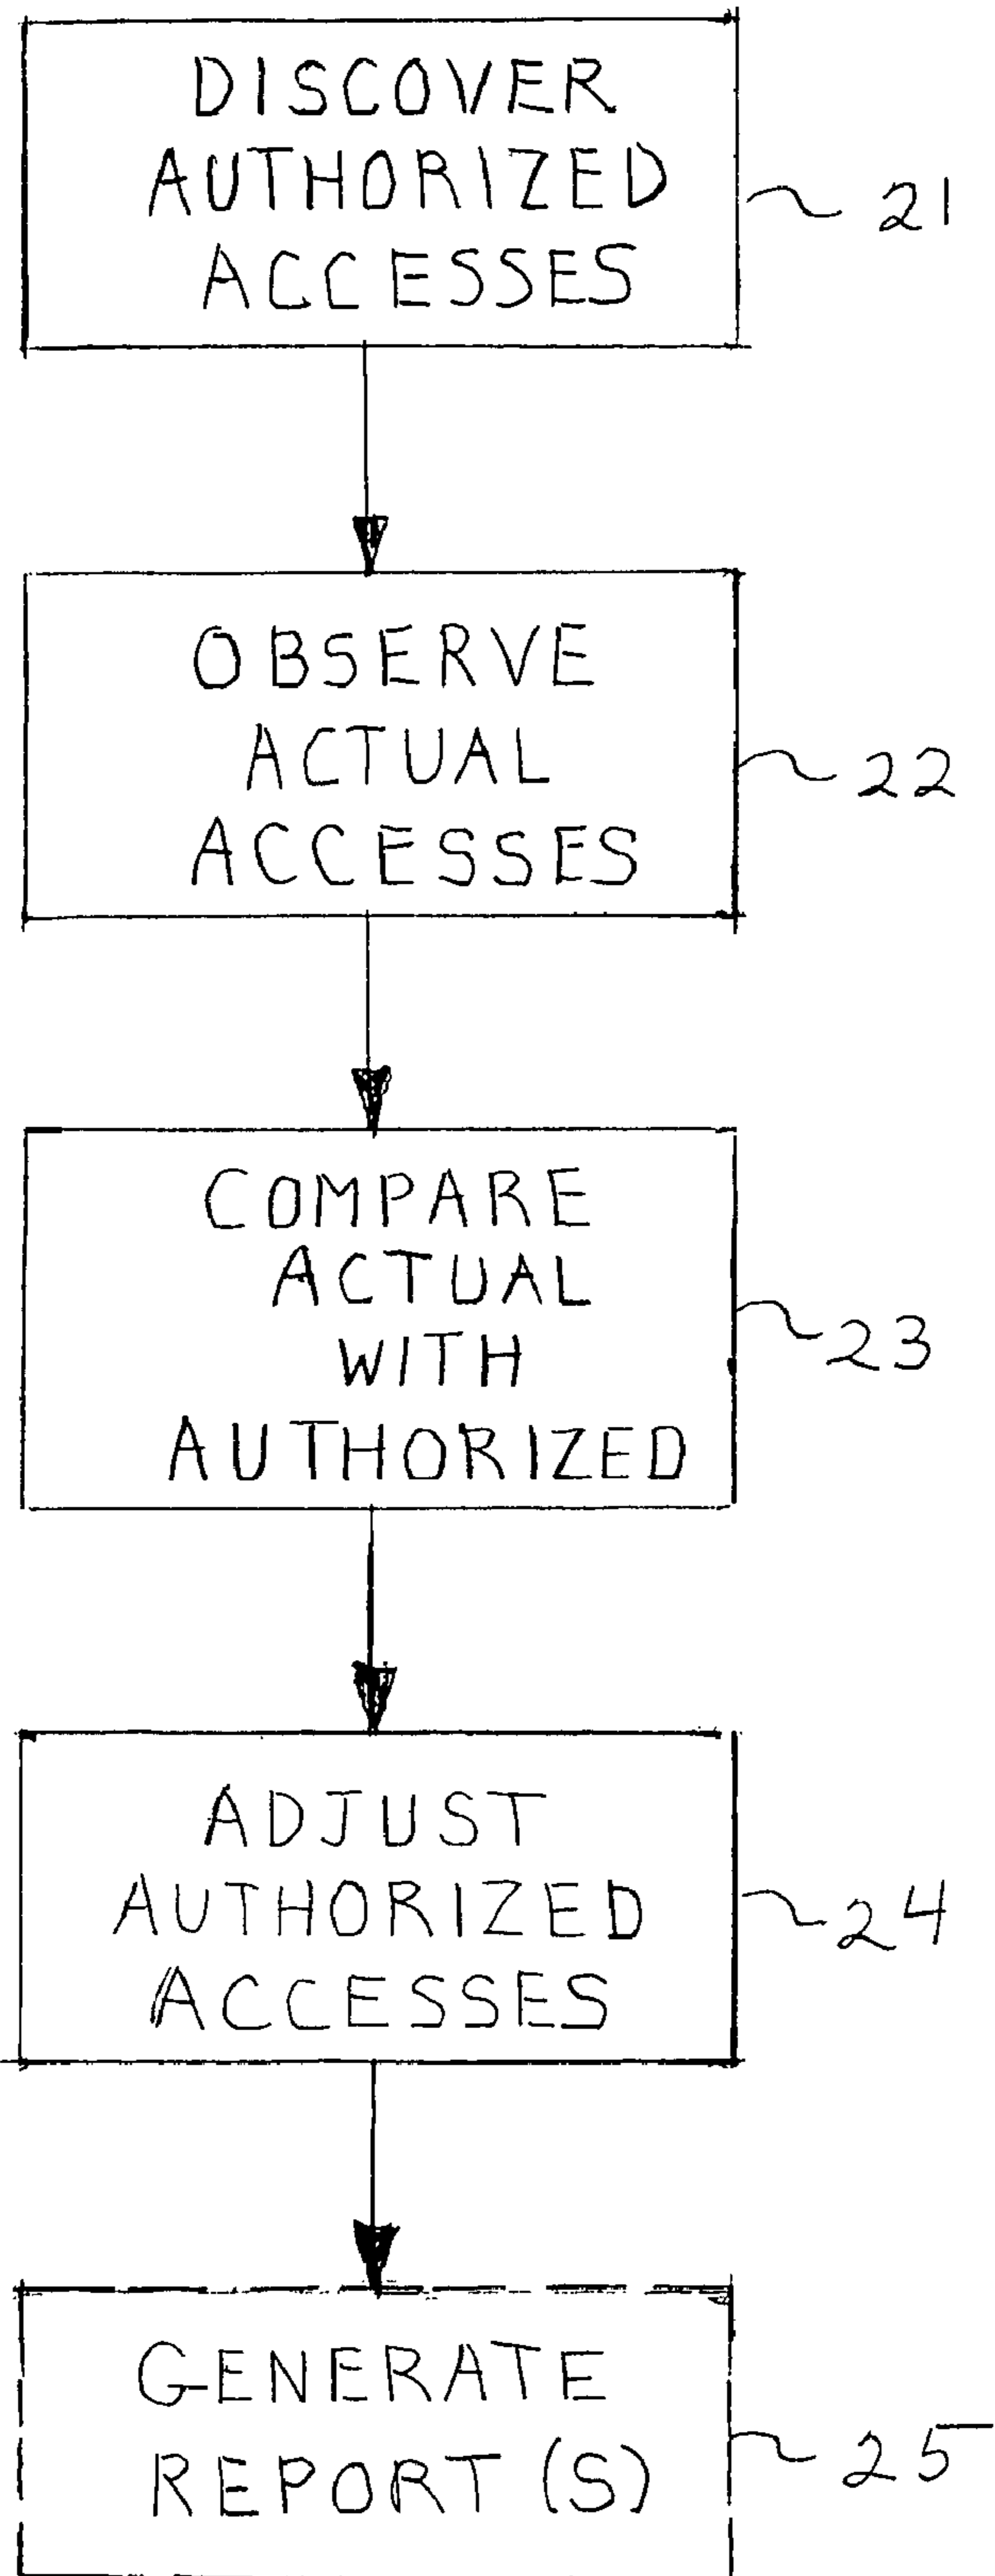 DISCOVER
AUTHORIZED
ACCESSES
21
OBSERVE
ACTUAL
ACCESSES
22
COMPARE
ACTUAL
WITH
AUTHORIZED
23
ADJUST
AUTHORIZED
ACCESSES
24
GENERATE
REPORT (S)
25